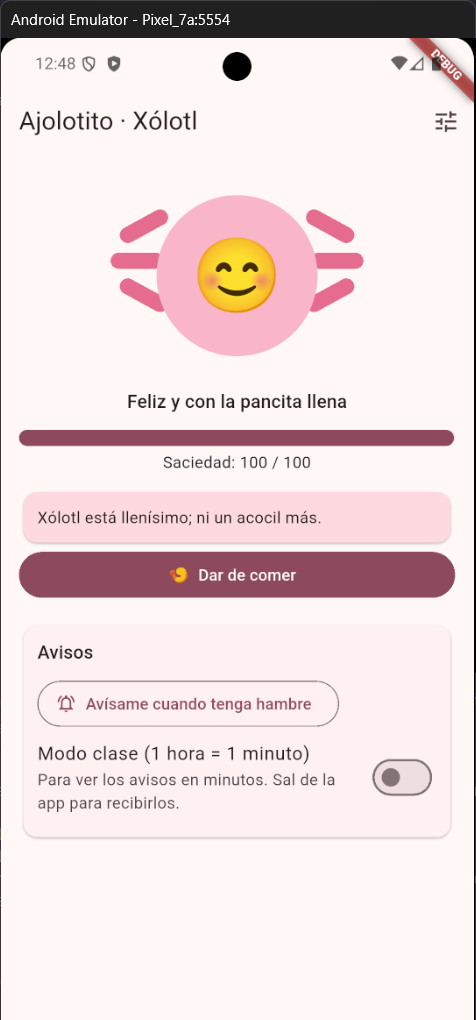 Android Emulator - Pixel_7a:5554
12:48
DEBUG
Ajolotito · Xólotl
Feliz y con la pancita llena
Saciedad: 100 / 100
Xólotl está llenísimo; ni un acocil más.
Dar de comer
Avisos
Avísame cuando tenga hambre
Modo clase (1 hora = 1 minuto)
Para ver los avisos en minutos. Sal de la
app para recibirlos.